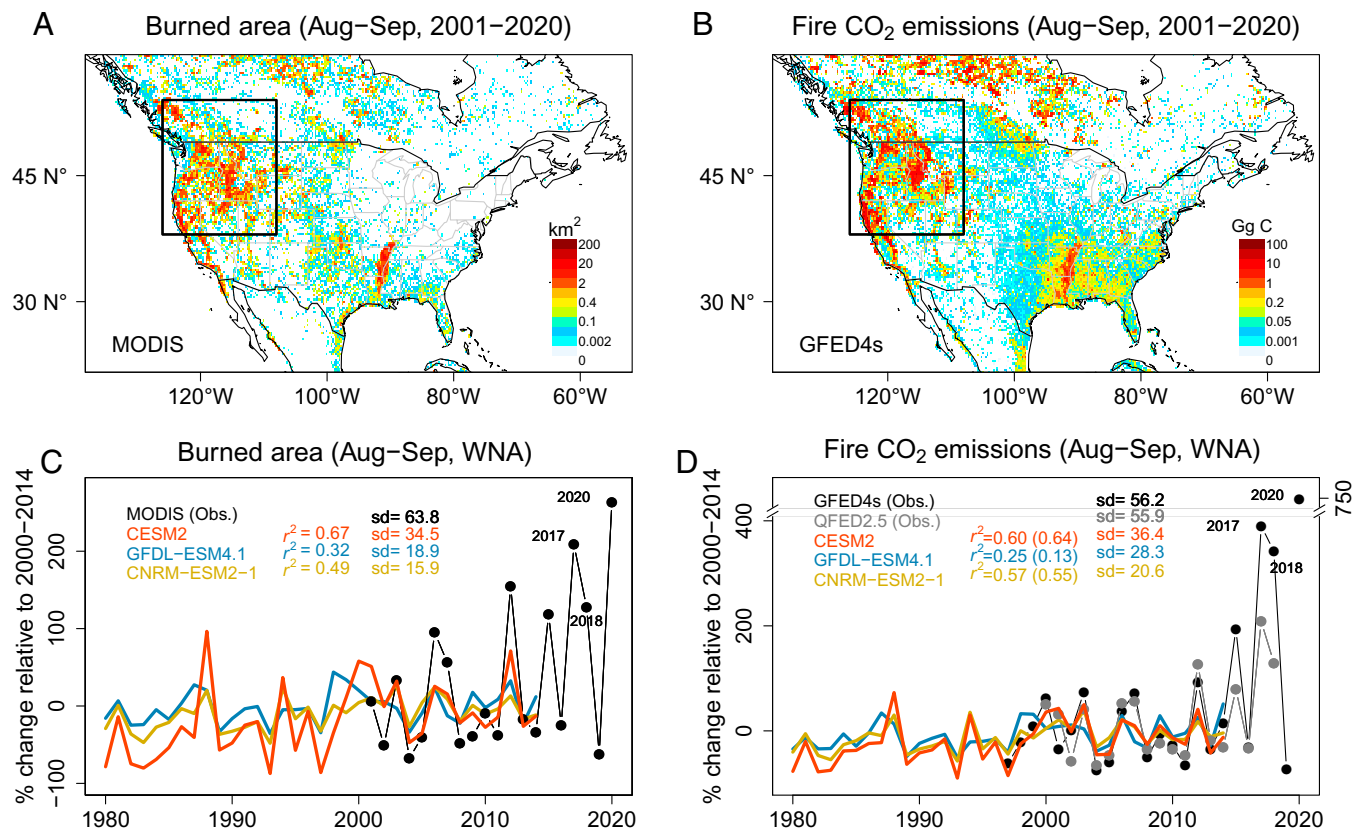 A
Burned area (Aug−Sep, 2001−2020)
45 N°
30 N°
km²
200
20
2
0.4
0.1
0.002
0
MODIS
120°W
100°W
80°W
60°W
B
Fire CO₂ emissions (Aug−Sep, 2001−2020)
45 N°
30 N°
Gg C
100
10
1
0.2
0.05
0.001
0
GFED4s
120°W
100°W
80°W
60°W
C
Burned area (Aug−Sep, WNA)
% change relative to 2000−2014
200
100
0
−100
MODIS (Obs.) sd= 63.8
CESM2 r² = 0.67 sd= 34.5
GFDL−ESM4.1 r² = 0.32 sd= 18.9
CNRM−ESM2−1 r² = 0.49 sd= 15.9
2020
2017
2018
1980
1990
2000
2010
2020
D
Fire CO₂ emissions (Aug−Sep, WNA)
% change relative to 2000−2014
400
200
0
750
GFED4s (Obs.) sd= 56.2
QFED2.5 (Obs.) sd= 55.9
CESM2 r²=0.60 (0.64) sd= 36.4
GFDL−ESM4.1 r²=0.25 (0.13) sd= 28.3
CNRM−ESM2−1 r²=0.57 (0.55) sd= 20.6
2020
2017
2018
1980
1990
2000
2010
2020